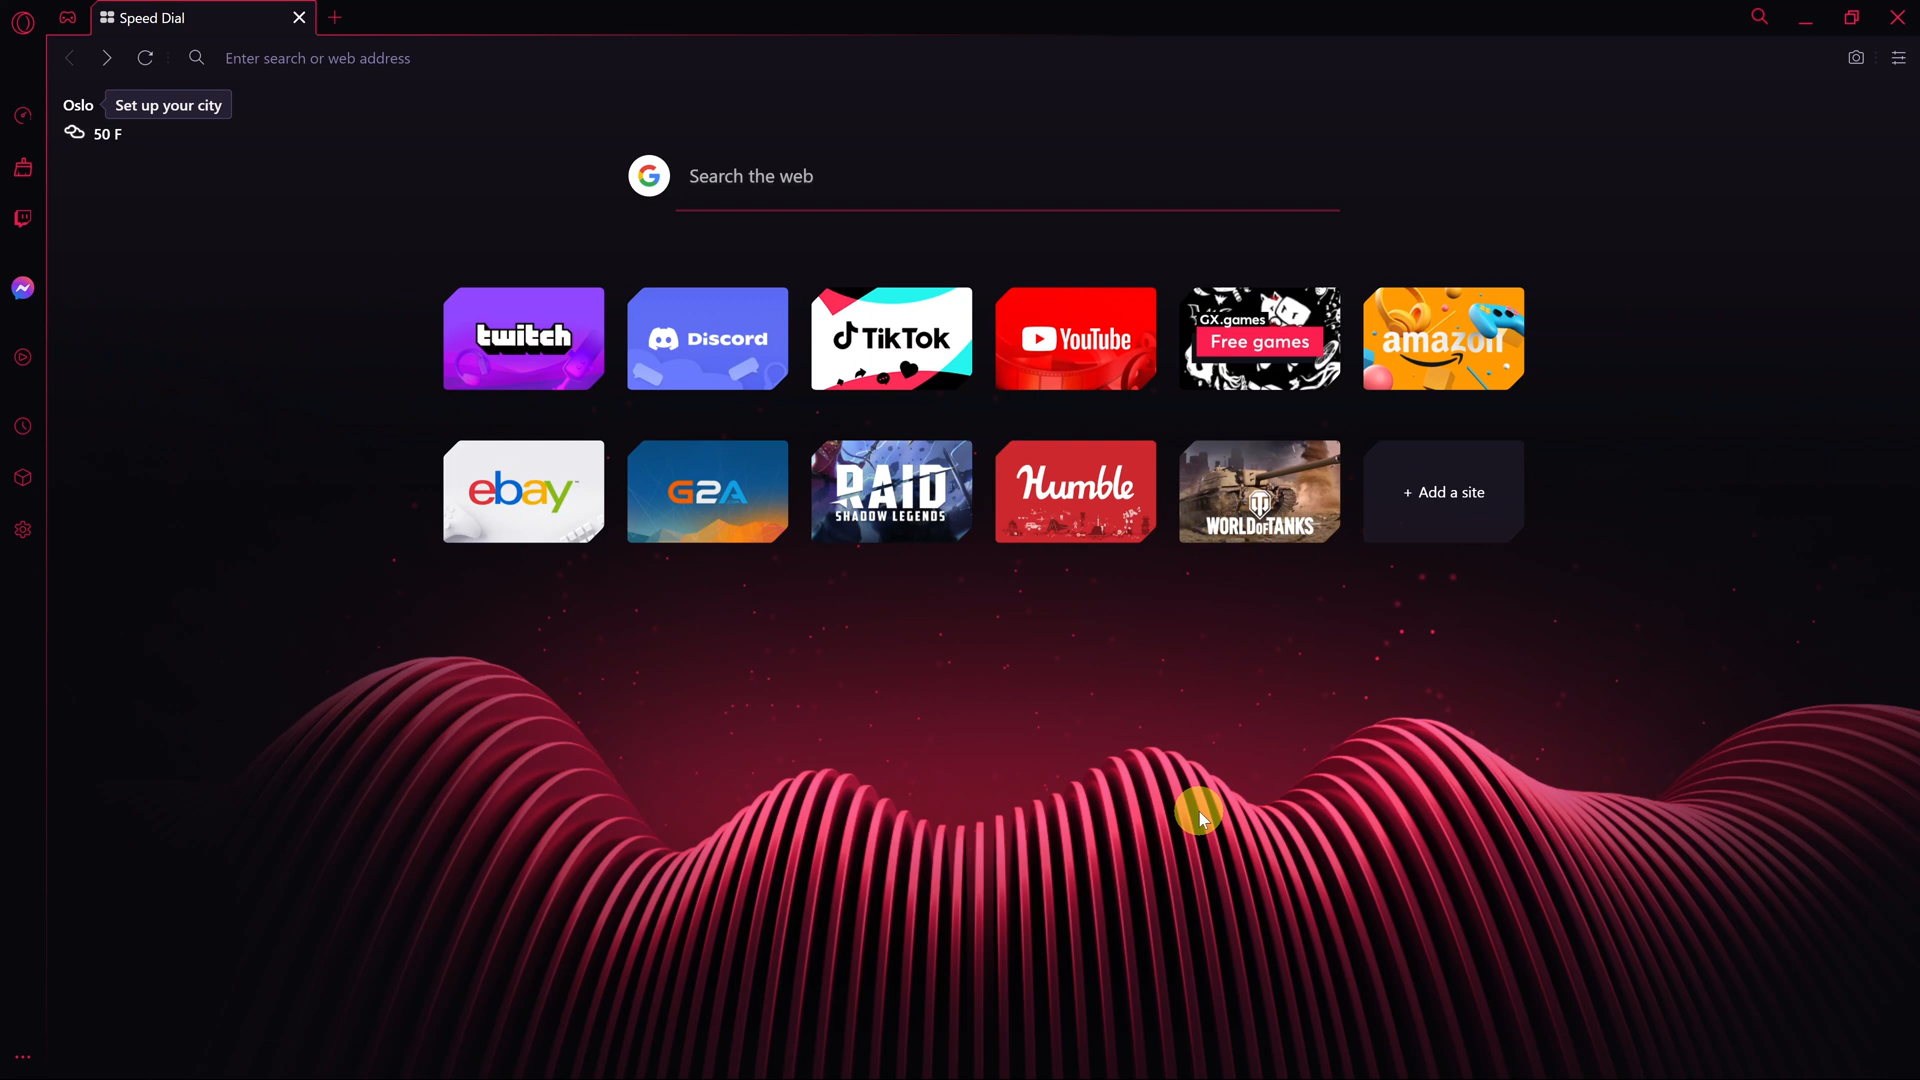 Speed Dial
Enter search or web address
Oslo Set up your city
50 F
G Search the web
twitch
Discord
TikTok
YouTube
GX.games
Free games
amazon
ebay™
G2A
RAID
SHADOW LEGENDS
Humble
WORLD OF TANKS
+ Add a site